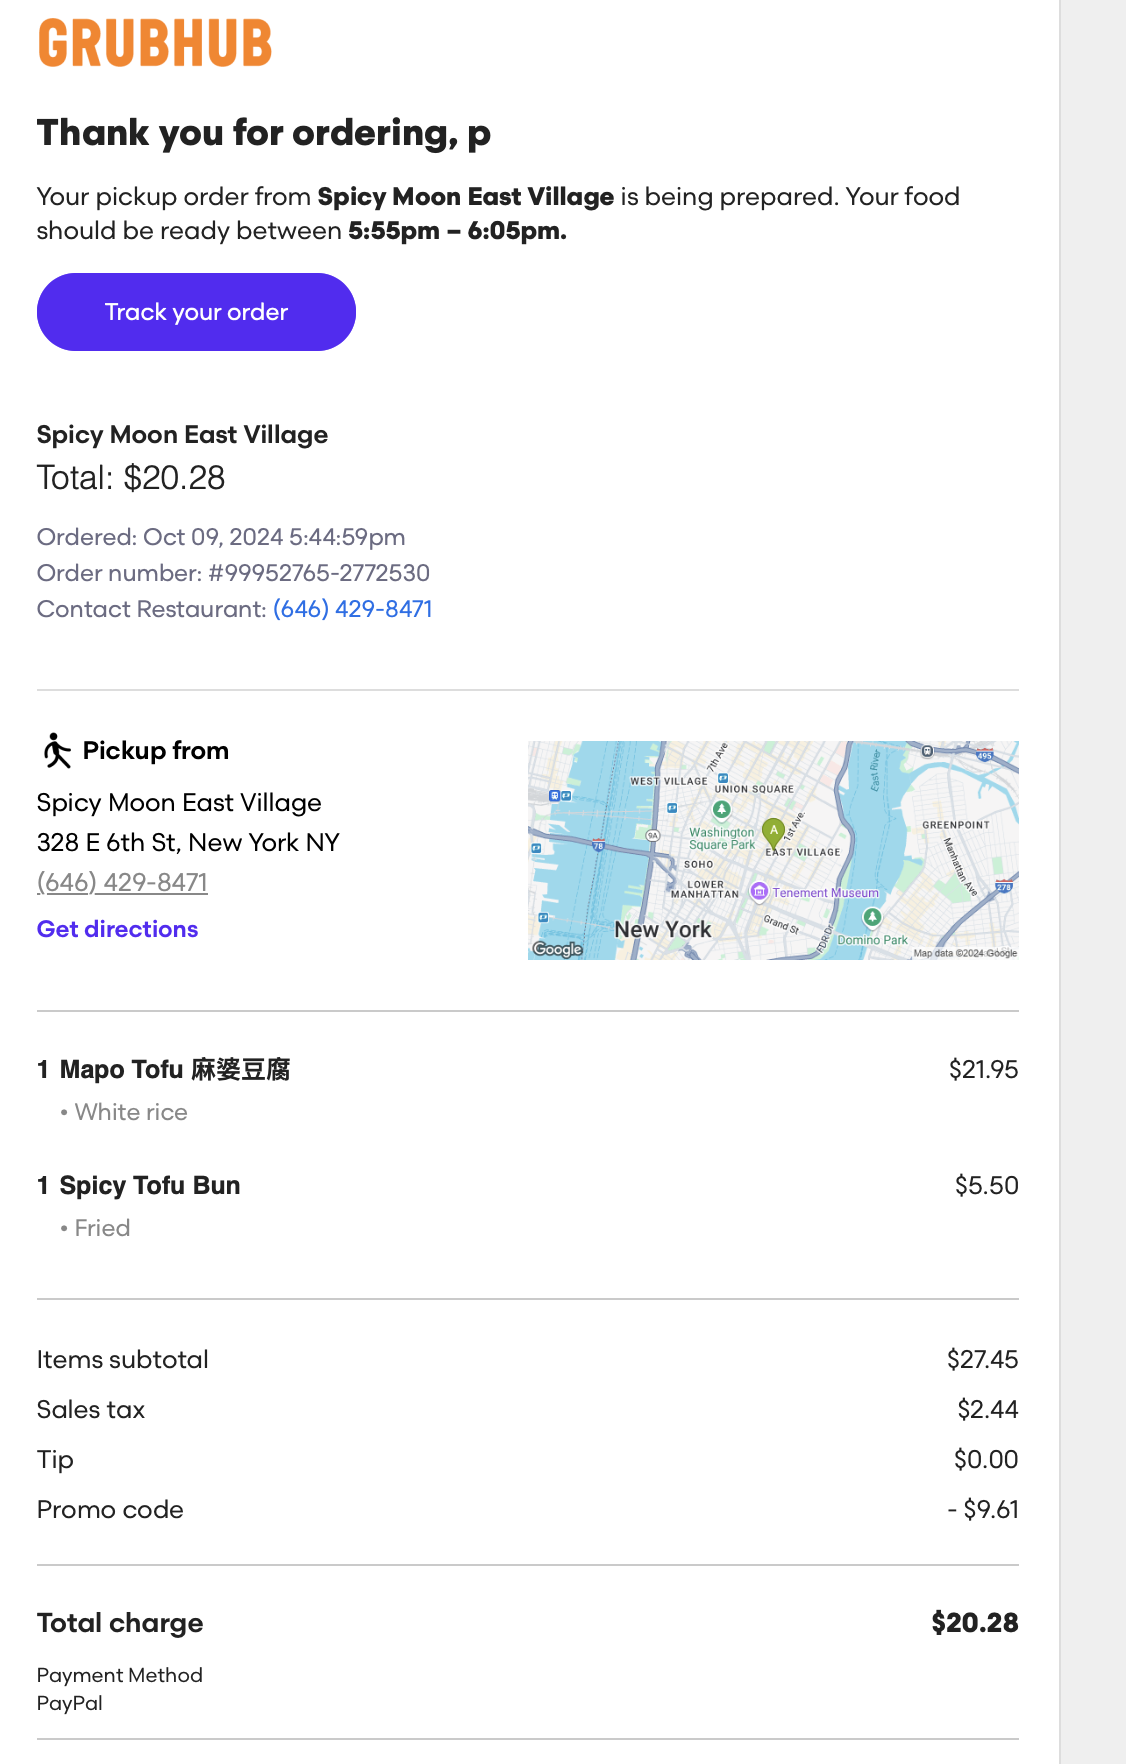 GRUBHUB
Thank you for ordering, p
Your pickup order from Spicy Moon East Village is being prepared. Your food
should be ready between 5:55pm – 6:05pm.
Track your order
Spicy Moon East Village
Total: $20.28
Ordered: Oct 09, 2024 5:44:59pm
Order number: #99952765-2772530
Contact Restaurant: (646) 429-8471
Pickup from
Spicy Moon East Village
328 E 6th St, New York NY
(646) 429-8471
Get directions
7th Ave
East River
495
WEST VILLAGE
UNION SQUARE
1st Ave.
GREENPOINT
A
9A
Washington
Square Park
78
EAST VILLAGE
Manhattan Ave
SOHO
LOWER
MANHATTAN
Tenement Museum
278
Grand St
New York
FDR Dr
Domino Park
Google
Map data ©2024 Google
1 Mapo Tofu 麻婆豆腐 $21.95
• White rice
1 Spicy Tofu Bun $5.50
• Fried
Items subtotal $27.45
Sales tax $2.44
Tip $0.00
Promo code - $9.61
Total charge $20.28
Payment Method
PayPal